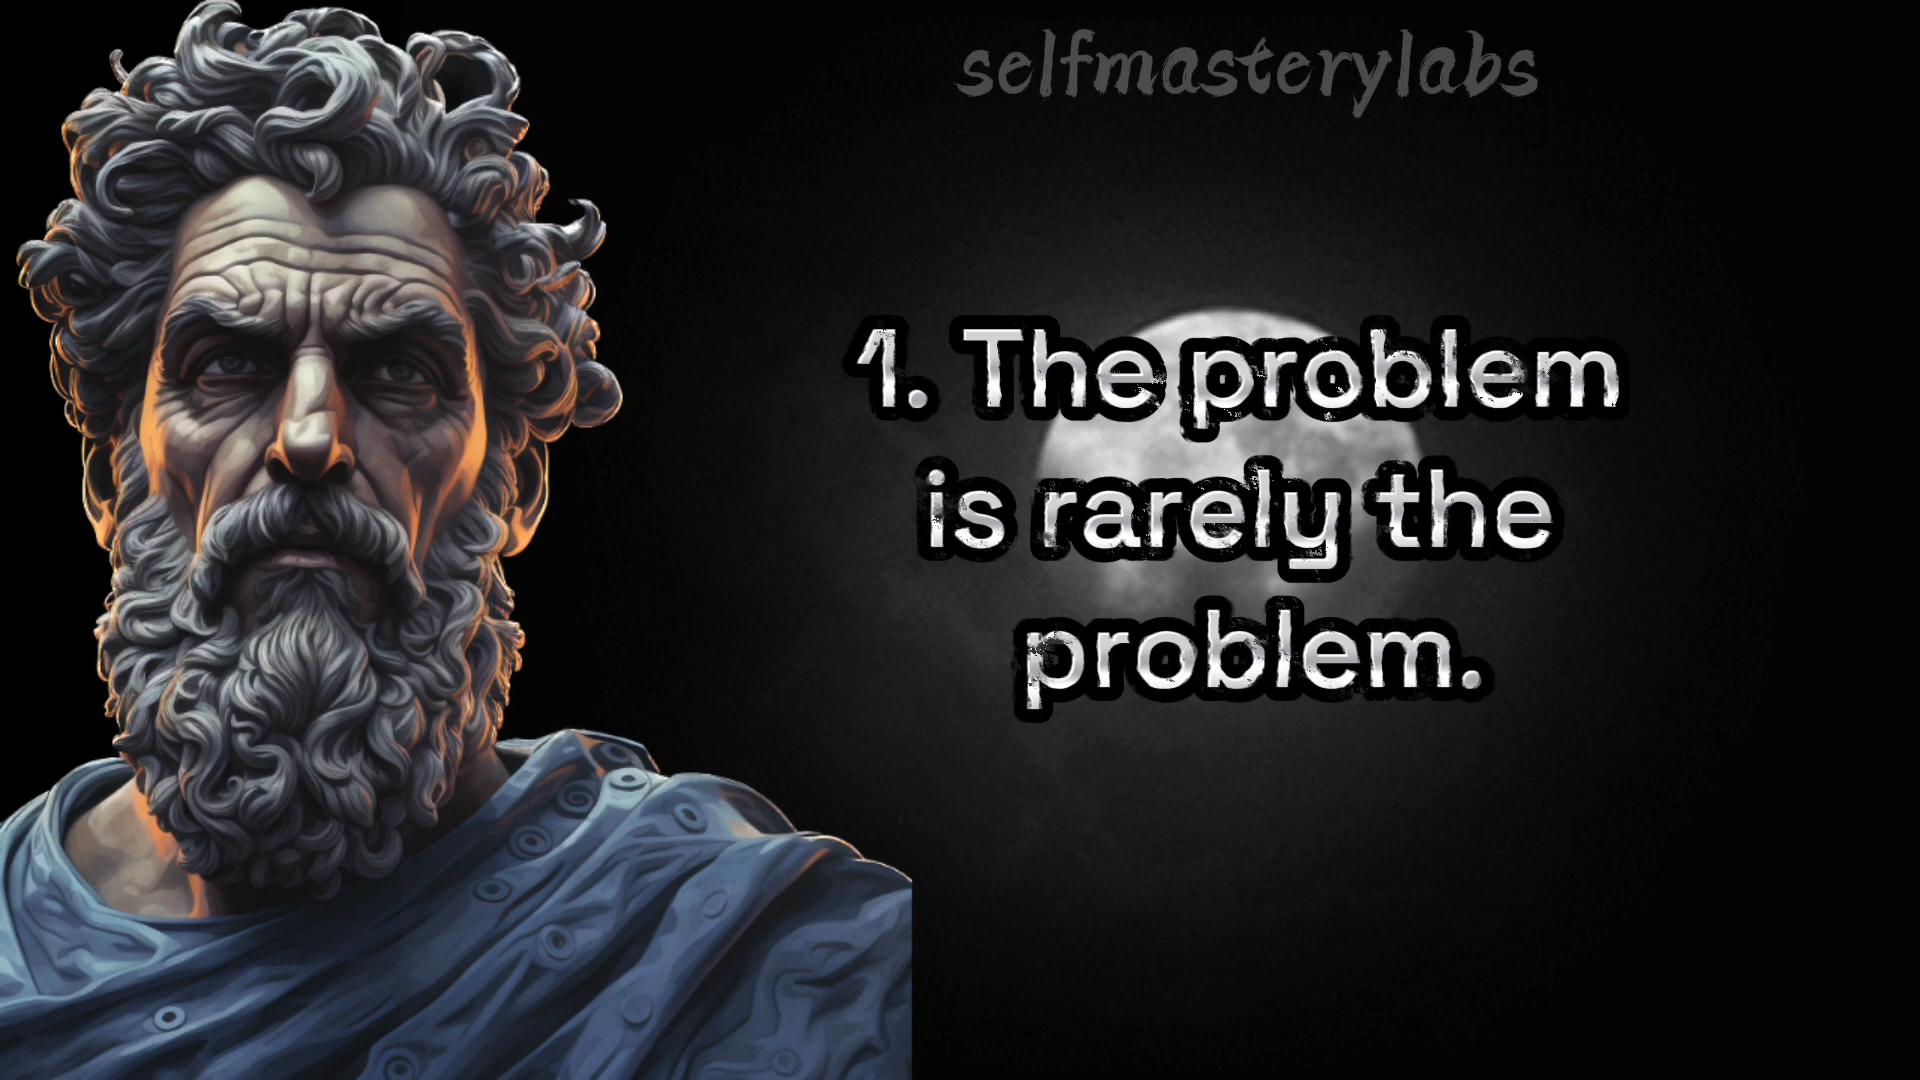 selfmasterylabs
1. The problem
is rarely the
problem.